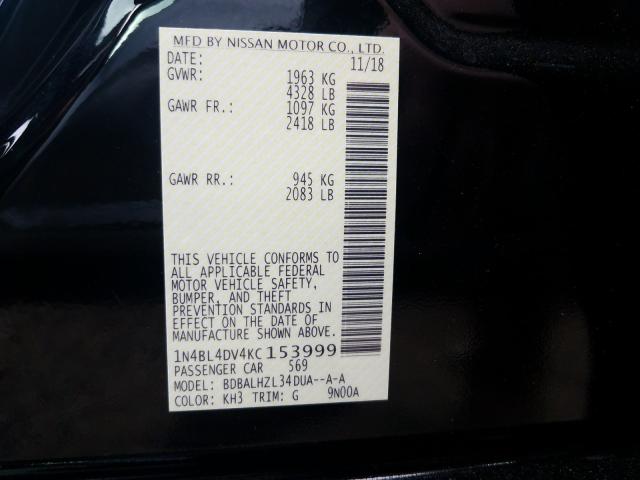 MFD BY NISSAN MOTOR CO., LTD.
DATE: 11/18
GVWR: 1963 KG
4328 LB
GAWR FR.: 1097 KG
2418 LB
GAWR RR.: 945 KG
2083 LB
THIS VEHICLE CONFORMS TO
ALL APPLICABLE FEDERAL
MOTOR VEHICLE SAFETY,
BUMPER, AND THEFT
PREVENTION STANDARDS IN
EFFECT ON THE DATE OF
MANUFACTURE SHOWN ABOVE.
1N4BL4DV4KC153999
PASSENGER CAR 569
MODEL: BDBALHZL34DUA--A-A
COLOR: KH3 TRIM: G 9N00A